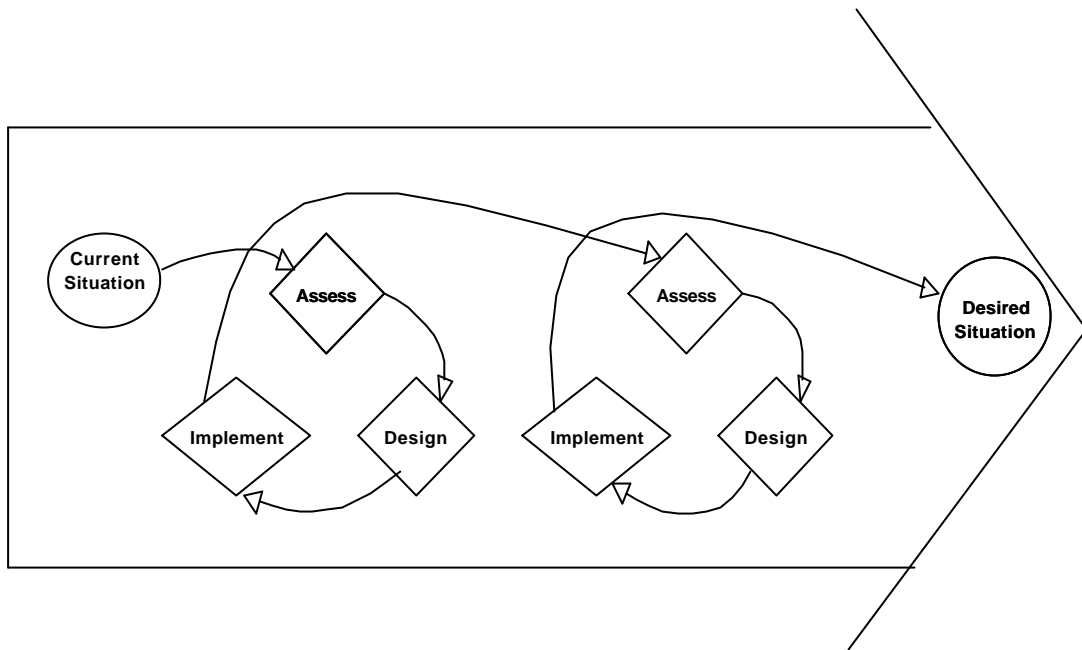 Current
Situation
Assess
Design
Implement
Assess
Design
Implement
Desired
Situation